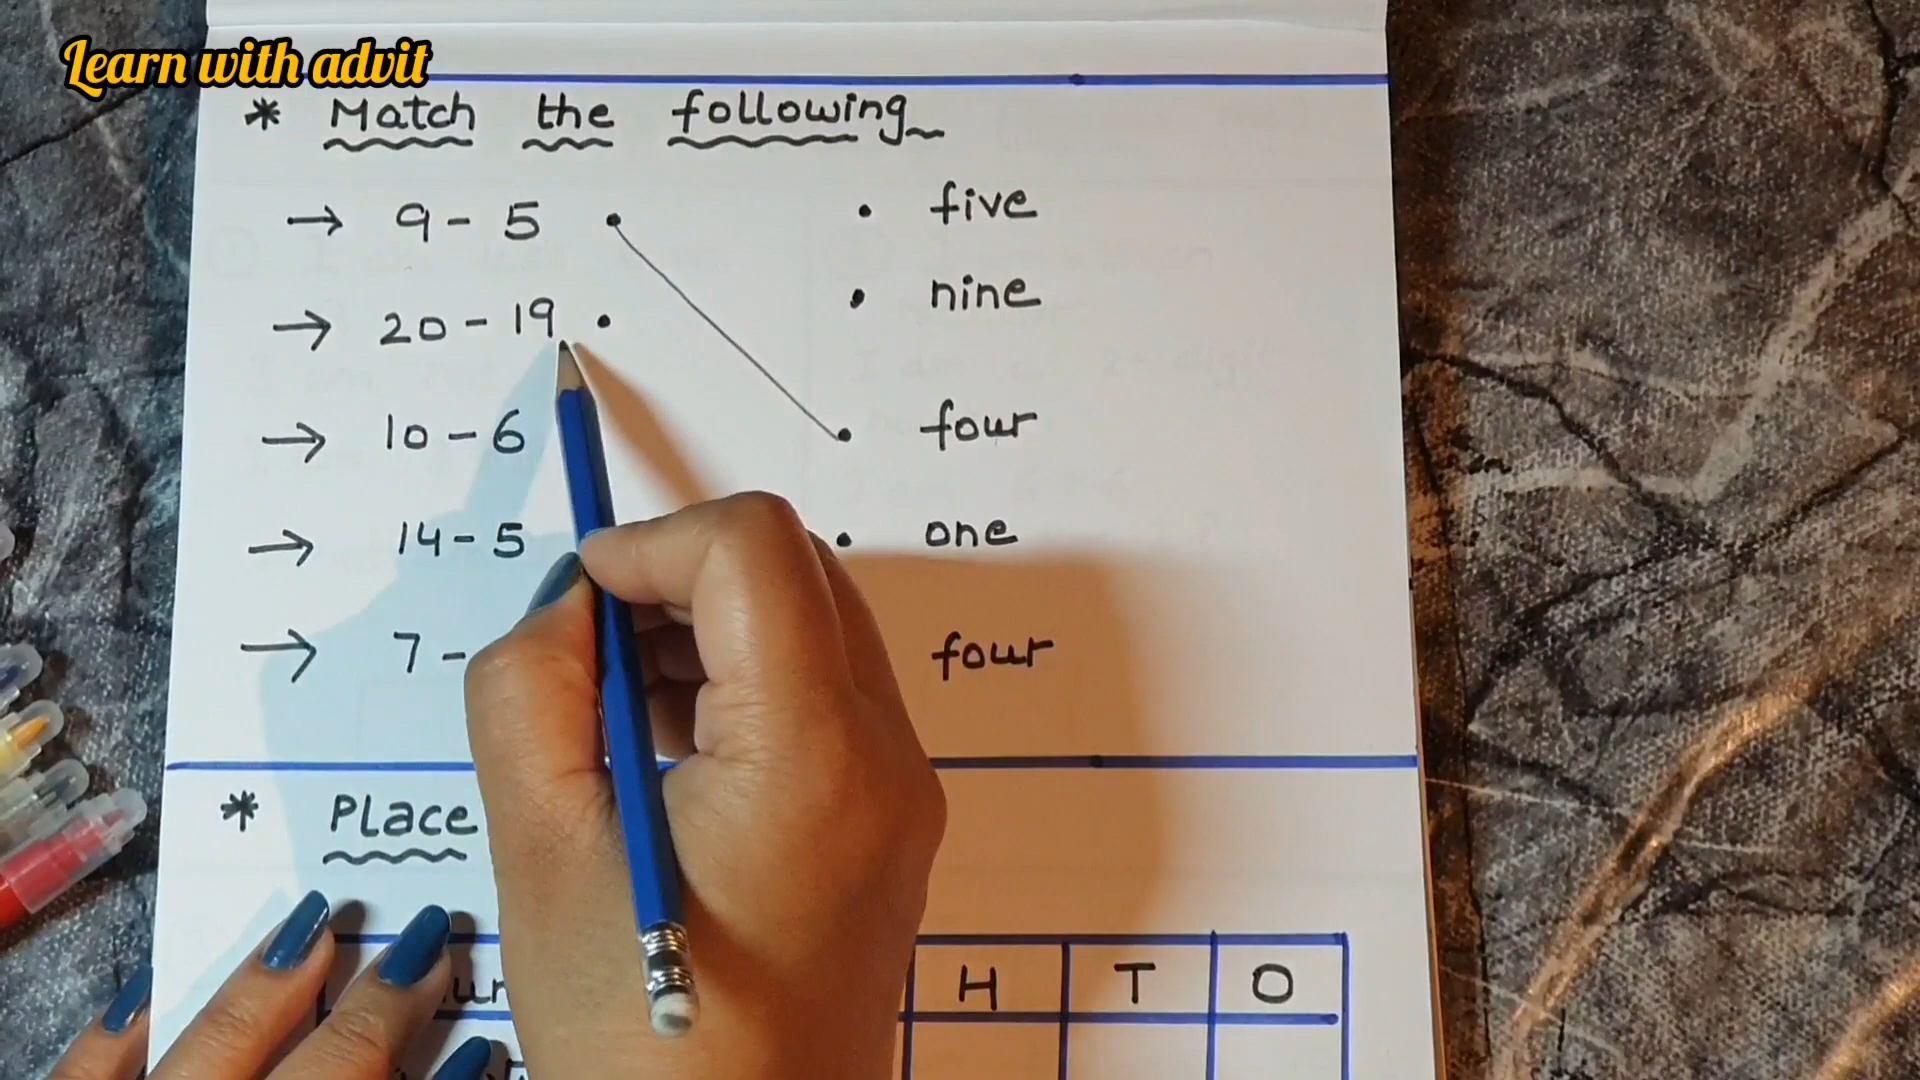 Learn with advit
* Match the following
→ 9 - 5 • • five
• nine
→ 20 - 19 •
→ 10 - 6 • four
→ 14 - 5 • one
→ 7 - four
* Place
H T O